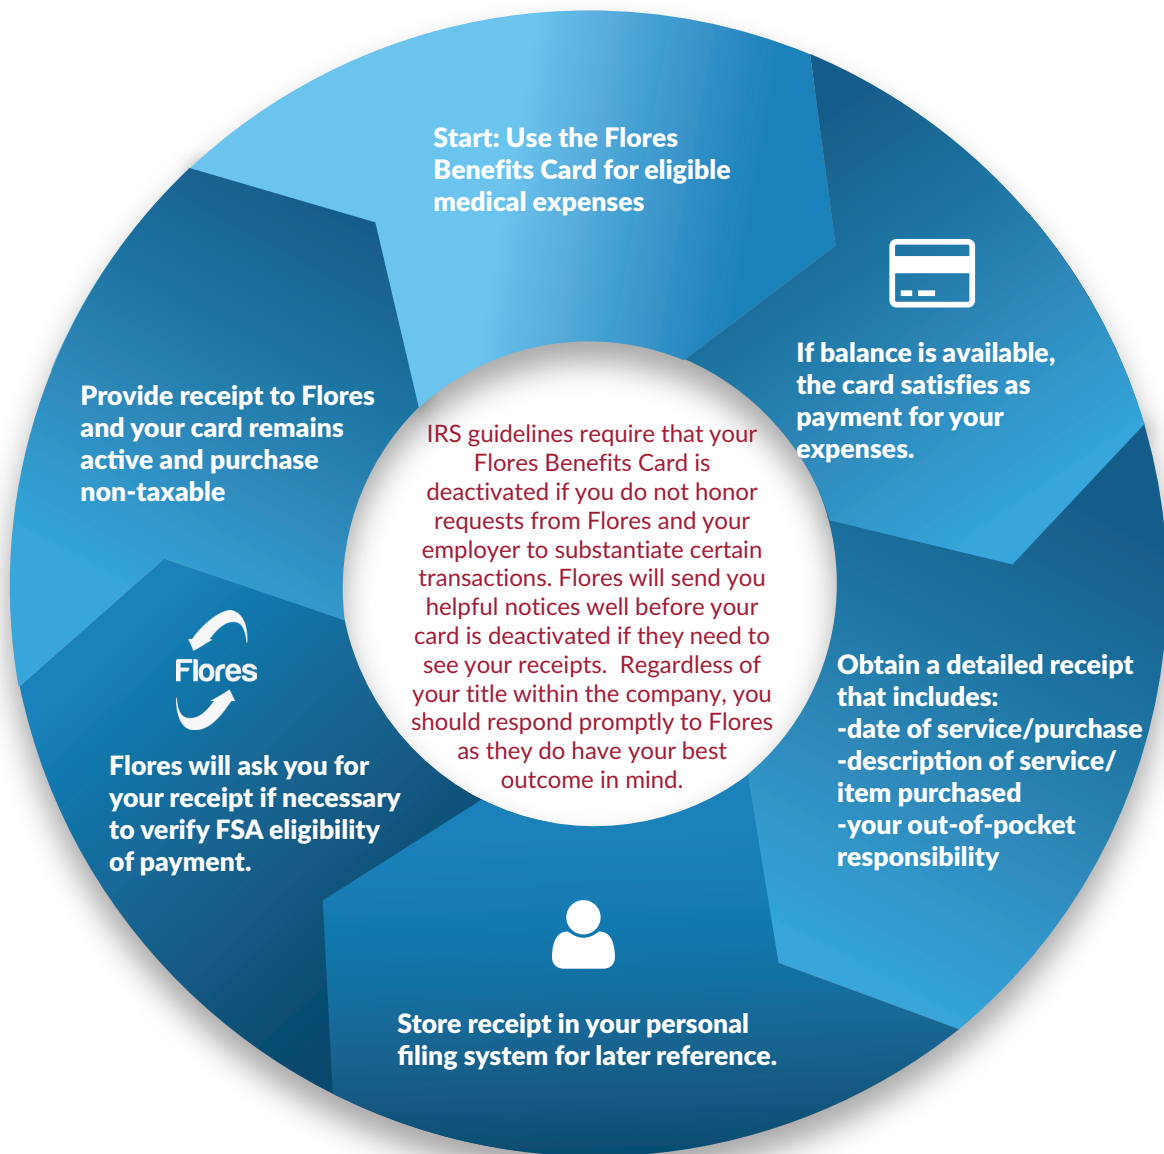 Start: Use the Flores
Benefits Card for eligible
medical expenses
If balance is available,
the card satisfies as
payment for your
expenses.
Obtain a detailed receipt
that includes:
-date of service/purchase
-description of service/
item purchased
-your out-of-pocket
responsibility
Store receipt in your personal
filing system for later reference.
Flores
Flores will ask you for
your receipt if necessary
to verify FSA eligibility
of payment.
Provide receipt to Flores
and your card remains
active and purchase
non-taxable
IRS guidelines require that your
Flores Benefits Card is
deactivated if you do not honor
requests from Flores and your
employer to substantiate certain
transactions. Flores will send you
helpful notices well before your
card is deactivated if they need to
see your receipts.  Regardless of
your title within the company, you
should respond promptly to Flores
as they do have your best
outcome in mind.